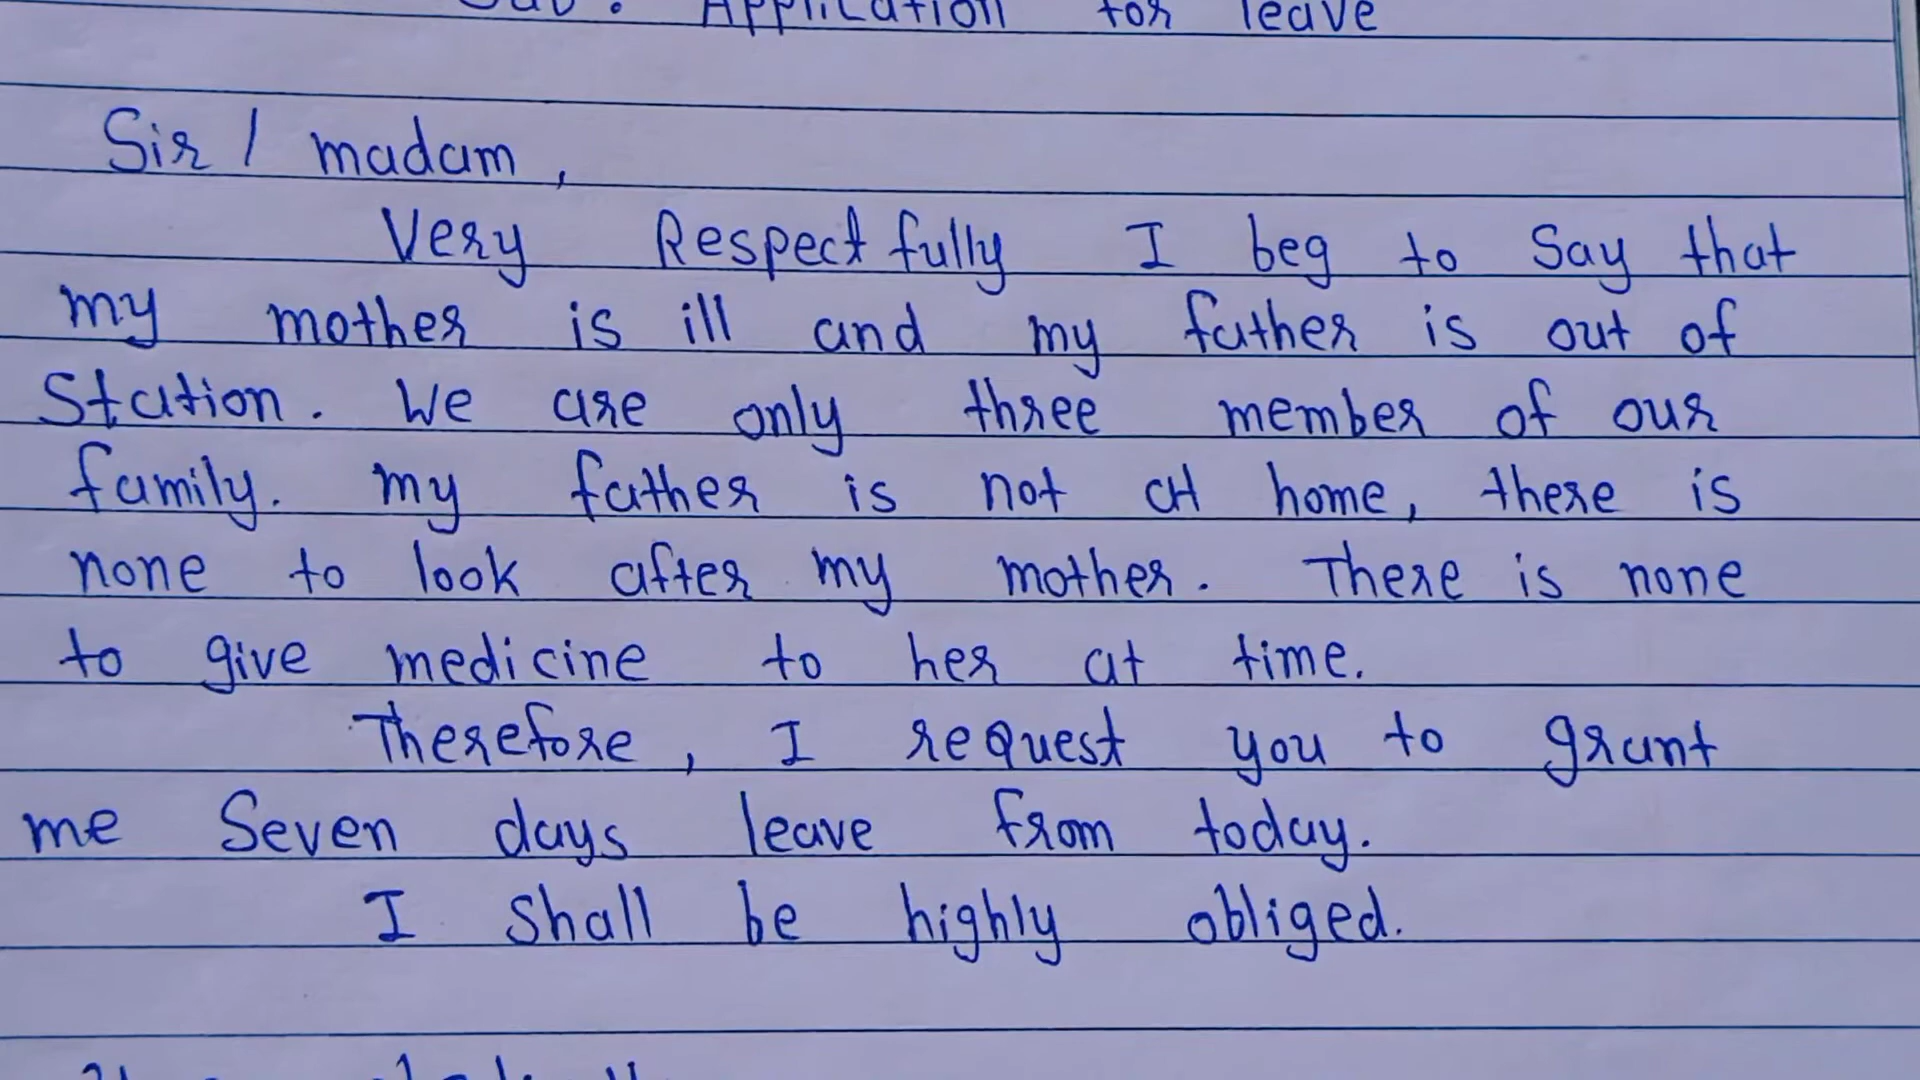 Sub: Application for leave
Sir / madam,
Very Respectfully I beg to Say that
my mother is ill and my father is out of
Station. We are only three member of our
family. my father is not at home, there is
none to look after my mother. There is none
to give medicine to her at time.
Therefore, I request you to grant
me Seven days leave from today.
I Shall be highly obliged.